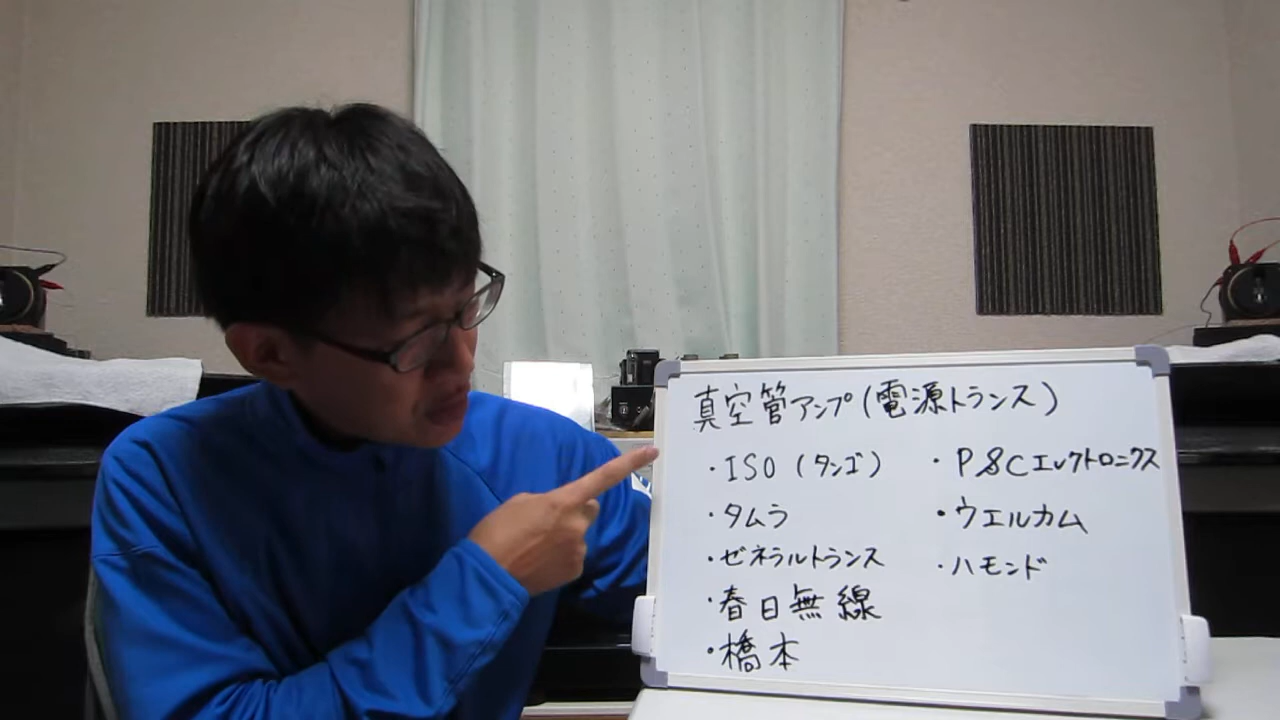 真空管アンプ(電源トランス)
・ISO (タンゴ)
・タムラ
・ゼネラルトランス
・春日無線
・橋本
・P&Cエレクトロニクス
・ウエルカム
・ハモンド